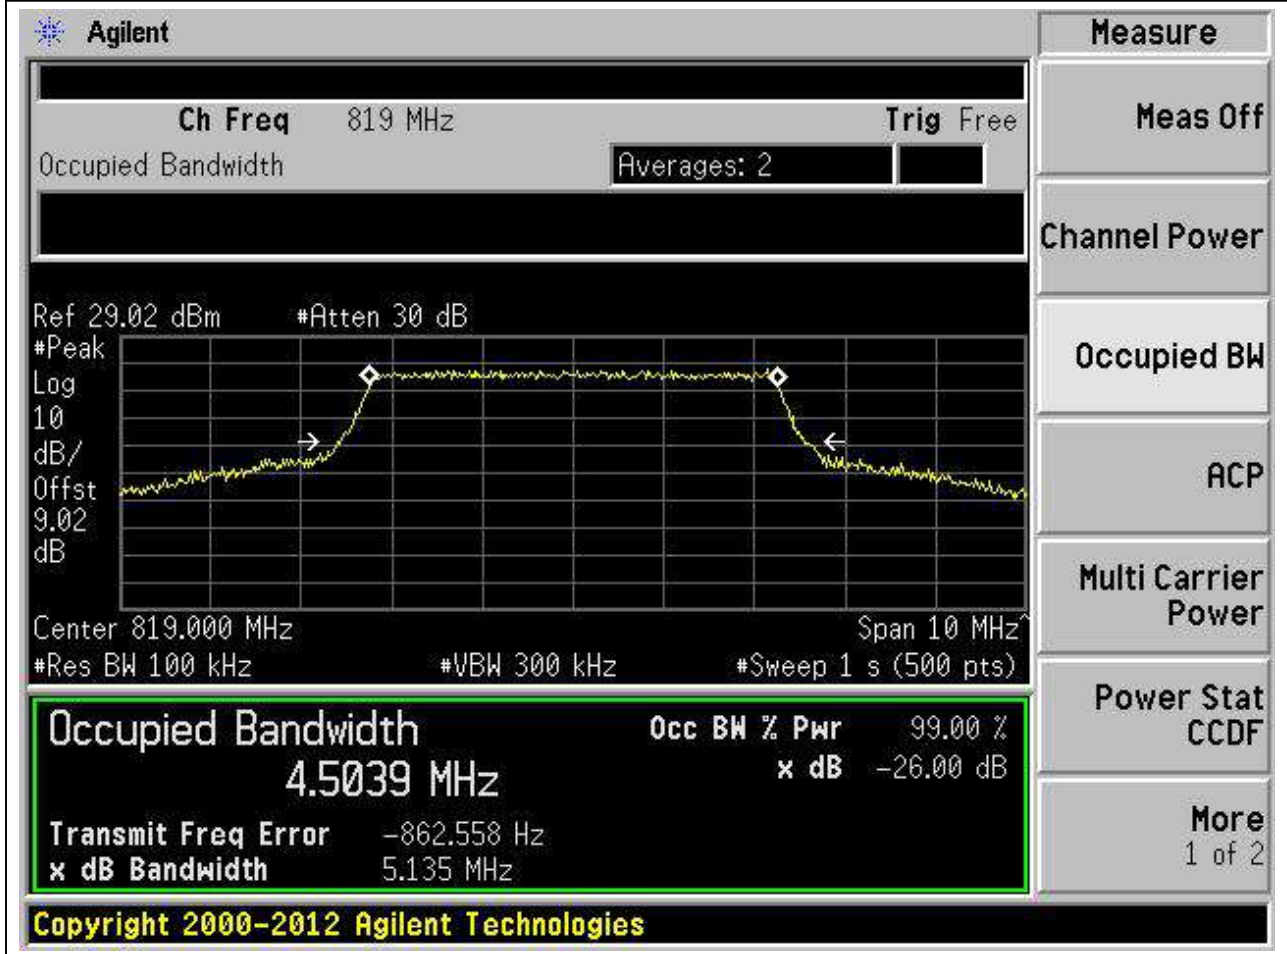 Agilent
Measure
Ch Freq 819 MHz Trig Free
Occupied Bandwidth Averages: 2
Meas Off
Channel Power
Occupied BW
ACP
Multi Carrier
Power
Power Stat
CCDF
More
1 of 2
Ref 29.02 dBm #Atten 30 dB
#Peak
Log
10
dB/
Offst
9.02
dB
Center 819.000 MHz Span 10 MHz^
#Res BW 100 kHz #VBW 300 kHz #Sweep 1 s (500 pts)
Occupied Bandwidth Occ BW % Pwr 99.00 %
4.5039 MHz x dB -26.00 dB
Transmit Freq Error -862.558 Hz
x dB Bandwidth 5.135 MHz
Copyright 2000-2012 Agilent Technologies